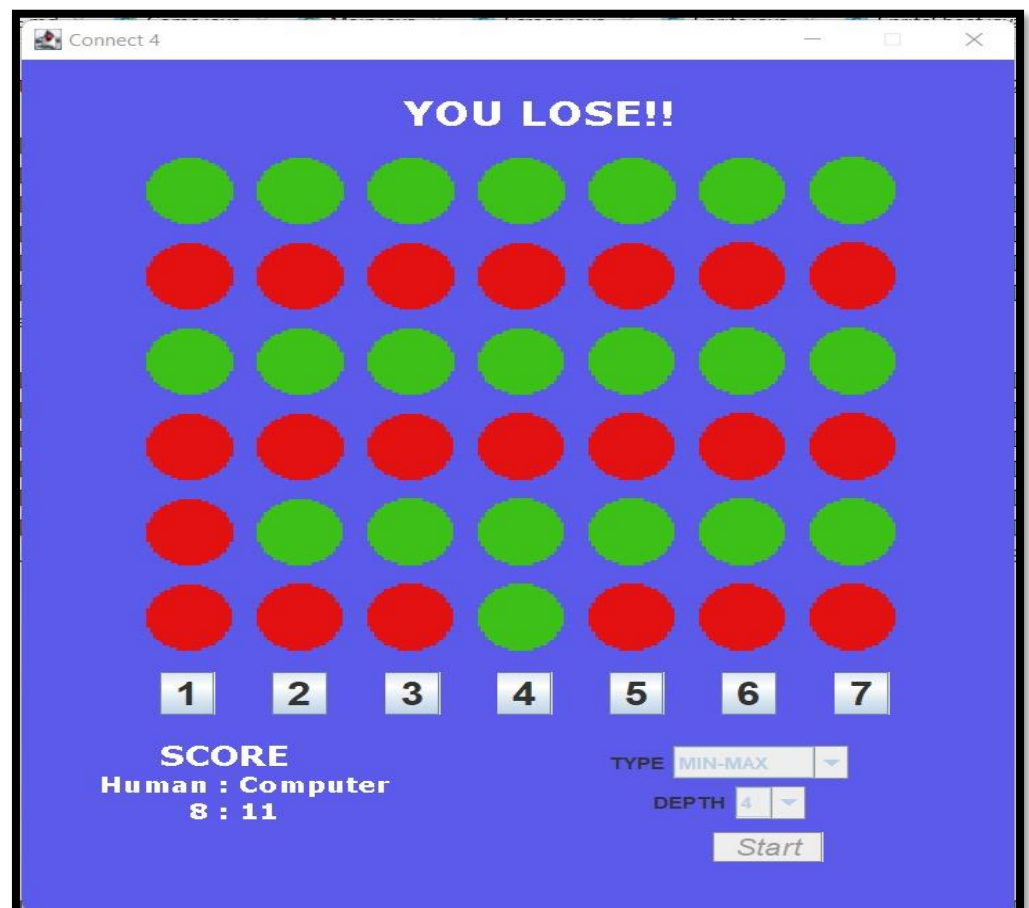 Connect 4
YOU LOSE!!
1 2 3 4 5 6 7
SCORE
Human : Computer
8 : 11
TYPE MIN-MAX
DEPTH 4
Start